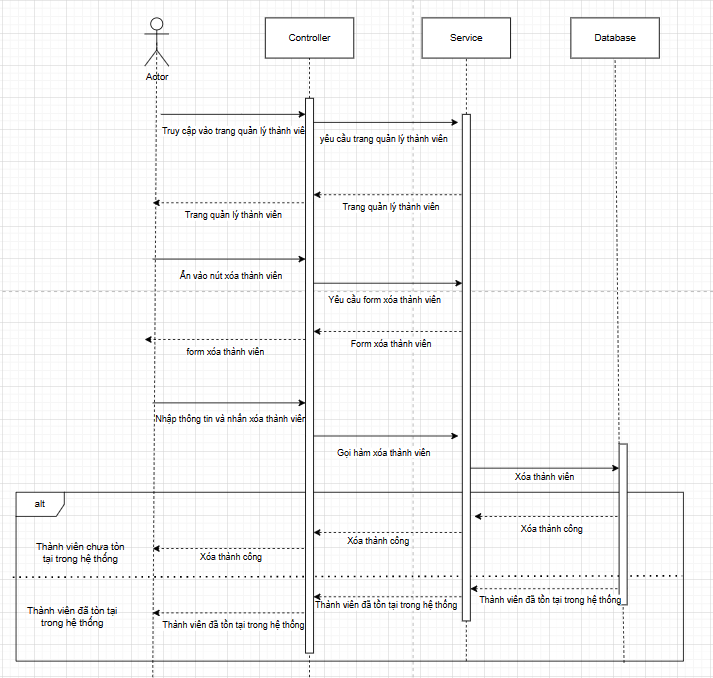 Controller
Service
Database
Actor
Truy cập vào trang quản lý thành viê
yêu cầu trang quản lý thành viên
Trang quản lý thành viên
Trang quản lý thành viên
Ấn vào nút xóa thành viên
Yêu cầu form xóa thành viên
Form xóa thành viên
form xóa thành viên
Nhập thông tin và nhấn xóa thành viên
Gọi hàm xóa thành viên
Xóa thành viên
alt
Xóa thành công
Xóa thành công
Xóa thành công
Thành viên chưa tồn
tại trong hệ thống
Thành viên đã tồn tại trong hệ thống
Thành viên đã tồn tại trong hệ thống
Thành viên đã tồn tại trong hệ thống
Thành viên đã tồn tại
trong hệ thống